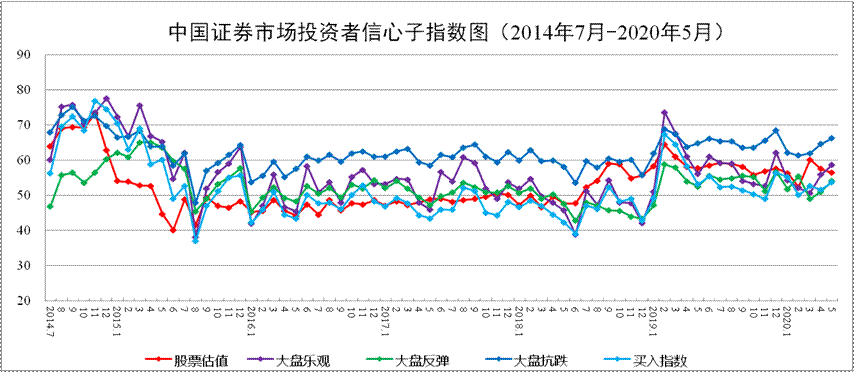 中国证券市场投资者信心子指数图（2014年7月-2020年5月）
90
80
70
60
50
40
30
20
2014.7 8 9 10 11 12 2015.1 2 3 4 5 6 7 8 9 10 11 12 2016.1 2 3 4 5 6 7 8 9 10 11 12 2017.1 2 3 4 5 6 7 8 9 10 11 12 2018.1 2 3 4 5 6 7 8 9 10 11 12 2019.1 2 3 4 5 6 7 8 9 10 11 12 2020.1 2 3 4 5
股票估值 大盘乐观 大盘反弹 大盘抗跌 买入指数